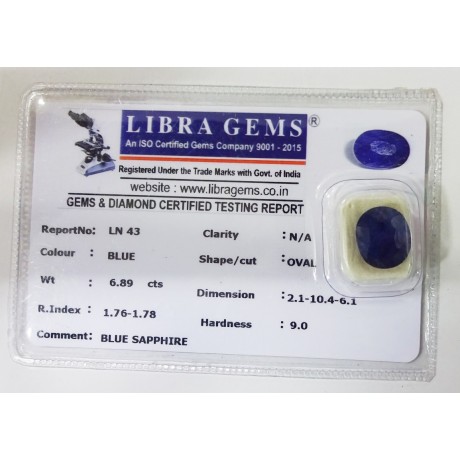 LIBRA GEMS®
An ISO Certified Gems Company 9001 - 2015
Registered Under the Trade Marks with Govt. of India
website : www.libragems.co.in
GEMS & DIAMOND CERTIFIED TESTING REPORT
ReportNo: LN 43 Clarity : N/A
Colour : BLUE Shape/cut : OVAL
Wt : 6.89 cts Dimension : 2.1-10.4-6.1
R.Index : 1.76-1.78 Hardness : 9.0
Comment: BLUE SAPPHIRE